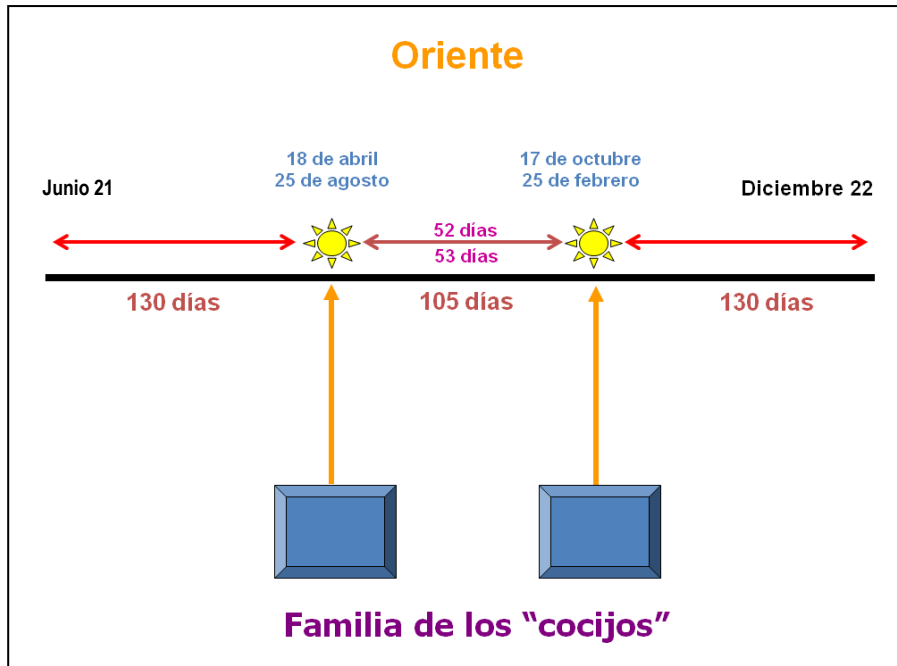 Oriente
18 de abril
25 de agosto
17 de octubre
25 de febrero
Junio 21
Diciembre 22
52 días
53 días
130 días
105 días
130 días
Familia de los “cocijos”